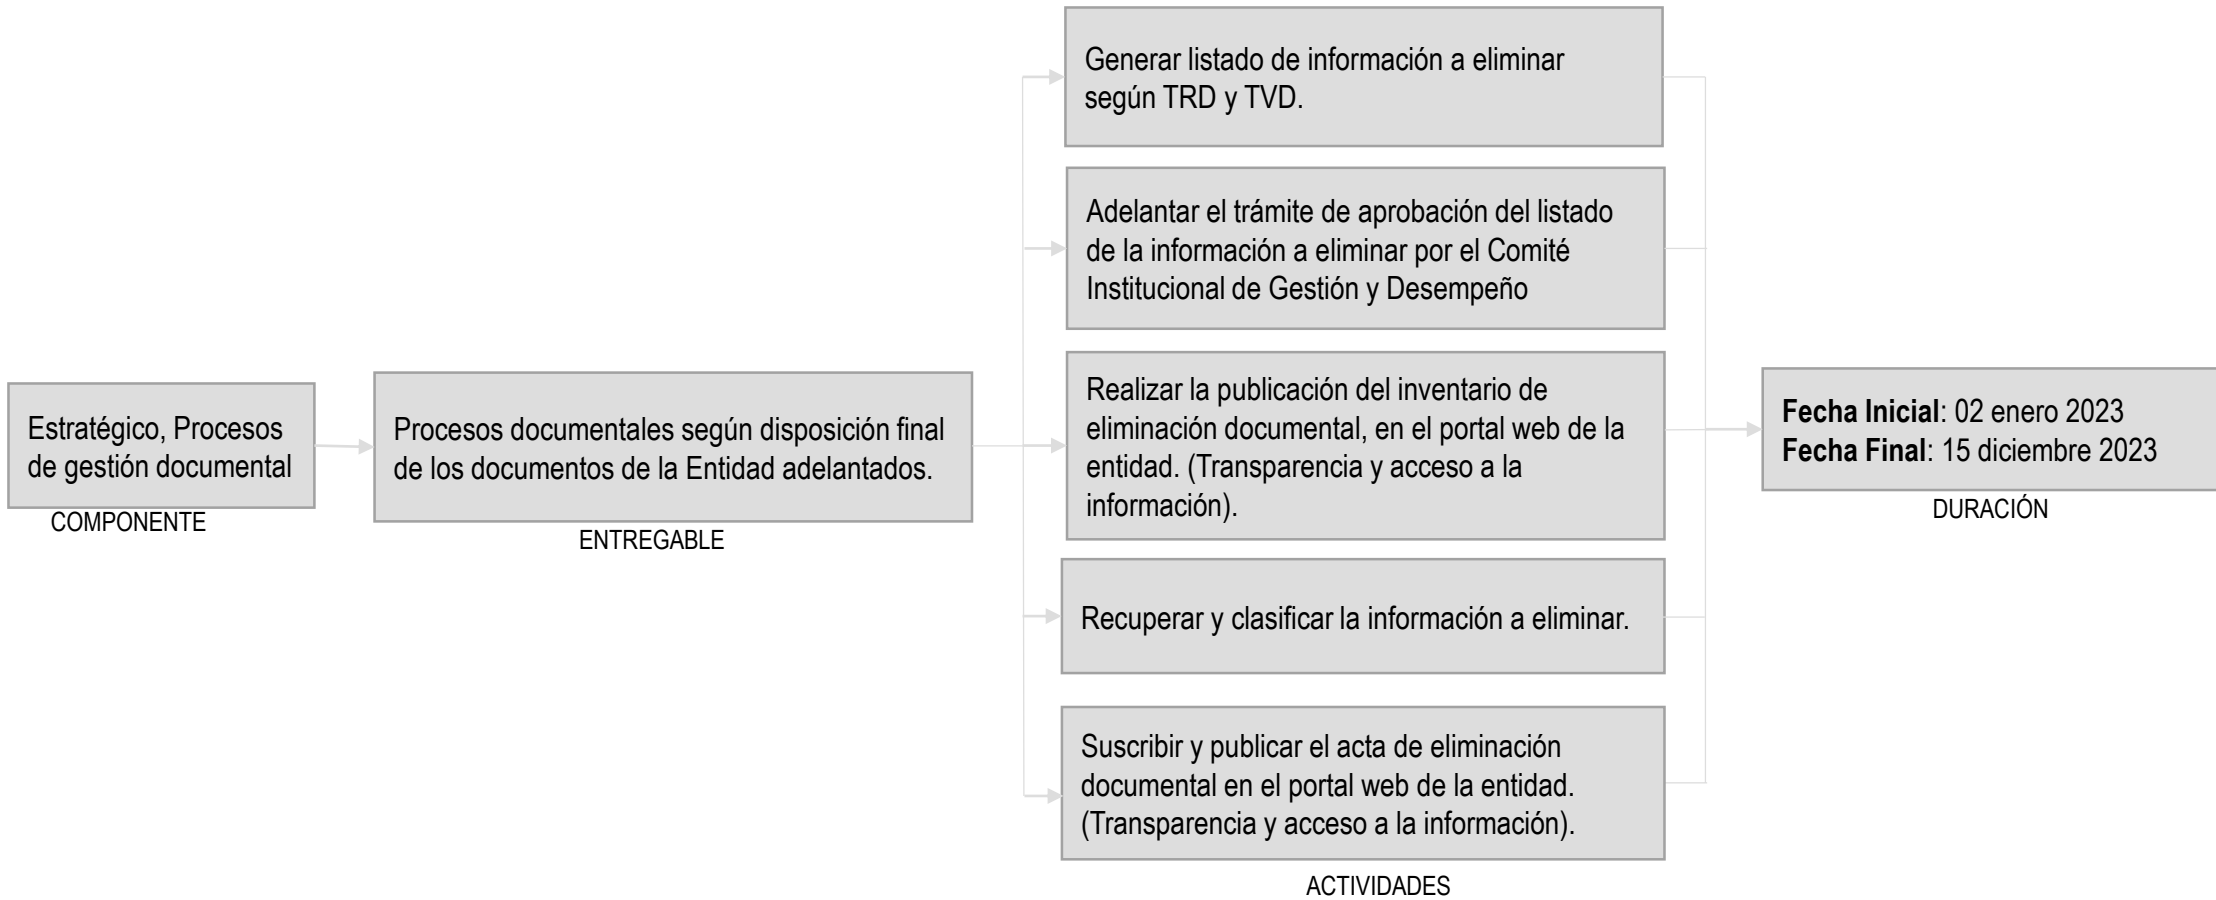 Estratégico, Procesos
de gestión documental
COMPONENTE
Procesos documentales según disposición final
de los documentos de la Entidad adelantados.
ENTREGABLE
Generar listado de información a eliminar
según TRD y TVD.
Adelantar el trámite de aprobación del listado
de la información a eliminar por el Comité
Institucional de Gestión y Desempeño
Realizar la publicación del inventario de
eliminación documental, en el portal web de la
entidad. (Transparencia y acceso a la
información).
Recuperar y clasificar la información a eliminar.
Suscribir y publicar el acta de eliminación
documental en el portal web de la entidad.
(Transparencia y acceso a la información).
ACTIVIDADES
Fecha Inicial: 02 enero 2023
Fecha Final: 15 diciembre 2023
DURACIÓN